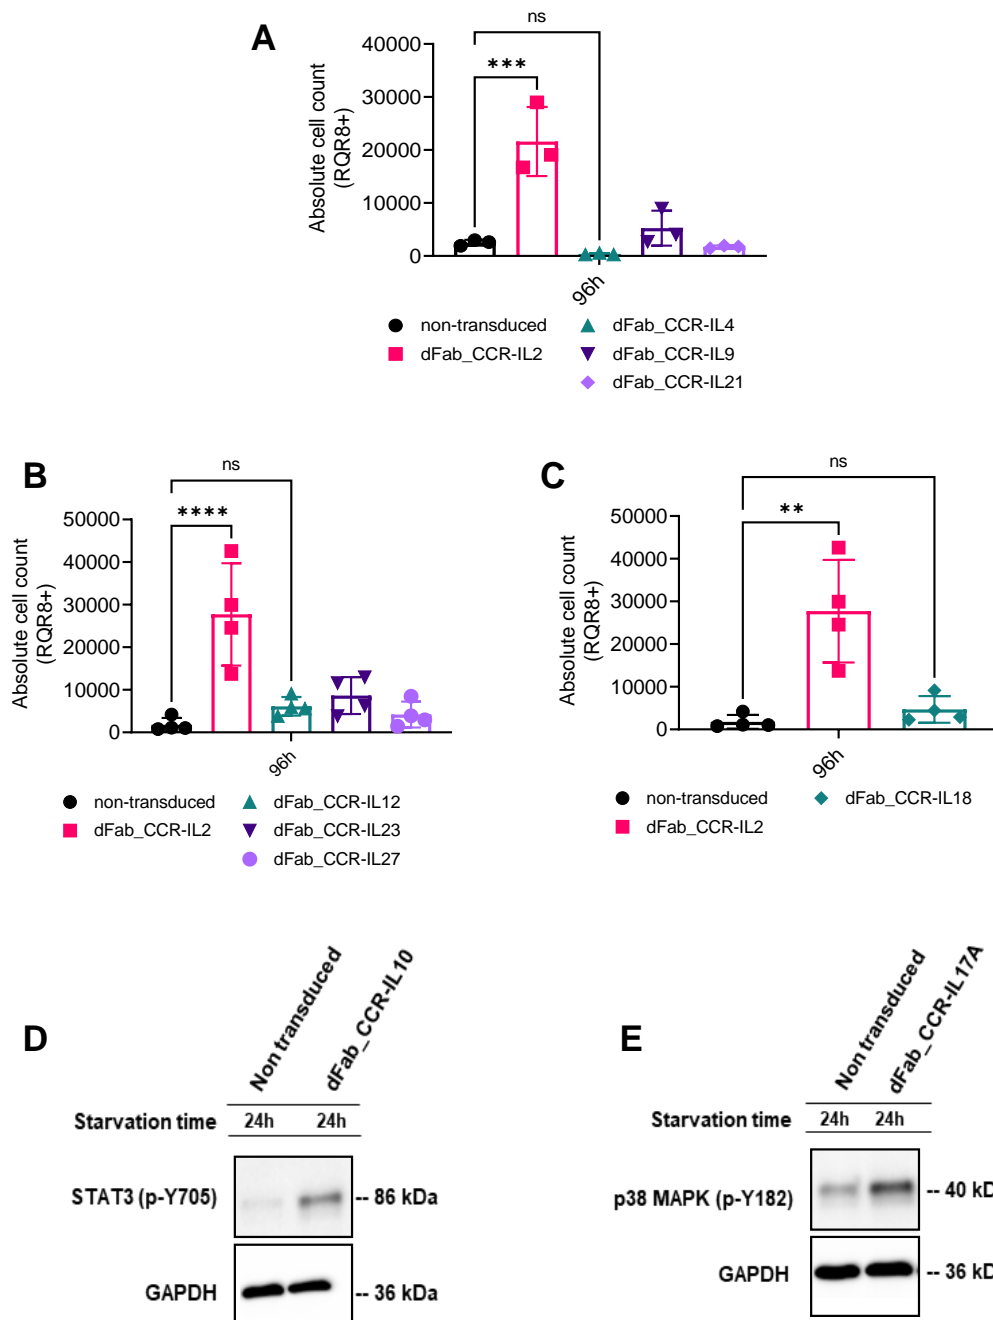 A
ns
***
Absolute cell count
(RQR8+)
40000
30000
20000
10000
0
96h
non-transduced
dFab_CCR-IL2
dFab_CCR-IL4
dFab_CCR-IL9
dFab_CCR-IL21
B
ns
****
Absolute cell count
(RQR8+)
50000
40000
30000
20000
10000
0
96h
non-transduced
dFab_CCR-IL2
dFab_CCR-IL12
dFab_CCR-IL23
dFab_CCR-IL27
C
ns
**
Absolute cell count
(RQR8+)
50000
40000
30000
20000
10000
0
96h
non-transduced
dFab_CCR-IL2
dFab_CCR-IL18
D
Non transduced
dFab_CCR-IL10
Starvation time 24h 24h
STAT3 (p-Y705) -- 86 kDa
GAPDH -- 36 kDa
E
Non transduced
dFab_CCR-IL17A
Starvation time 24h 24h
p38 MAPK (p-Y182) -- 40 kD
GAPDH -- 36 kD